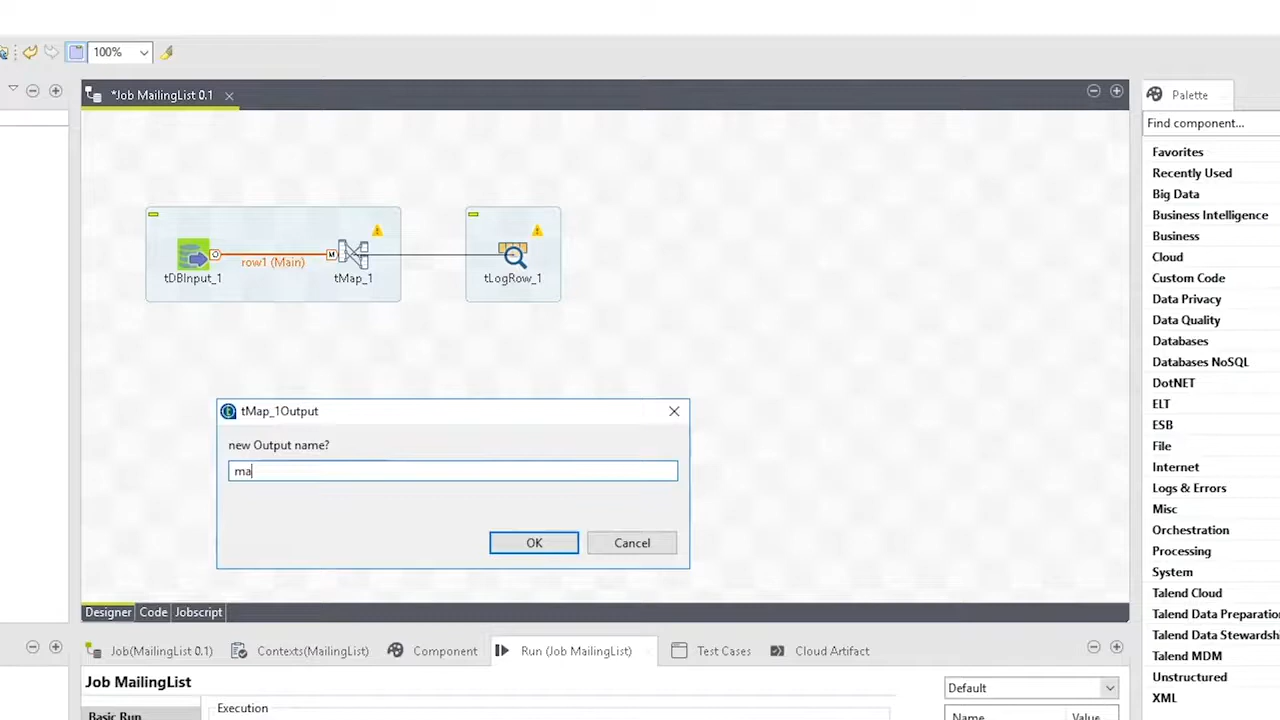 100%
*Job MailingList 0.1
Palette
Find component...
Favorites
Recently Used
Big Data
Business Intelligence
Business
Cloud
Custom Code
Data Privacy
Data Quality
Databases
Databases NoSQL
DotNET
ELT
ESB
File
Internet
Logs & Errors
Misc
Orchestration
Processing
System
Talend Cloud
Talend Data Preparation
Talend Data Stewardsh
Talend MDM
Unstructured
XML
row1 (Main)
tDBInput_1
tMap_1
tLogRow_1
tMap_1Output
new Output name?
ma
OK
Cancel
Designer
Code
Jobscript
Job(MailingList 0.1)
Contexts(MailingList)
Component
Run (Job MailingList)
Test Cases
Cloud Artifact
Job MailingList
Basic Run
Execution
Default
Name
Value